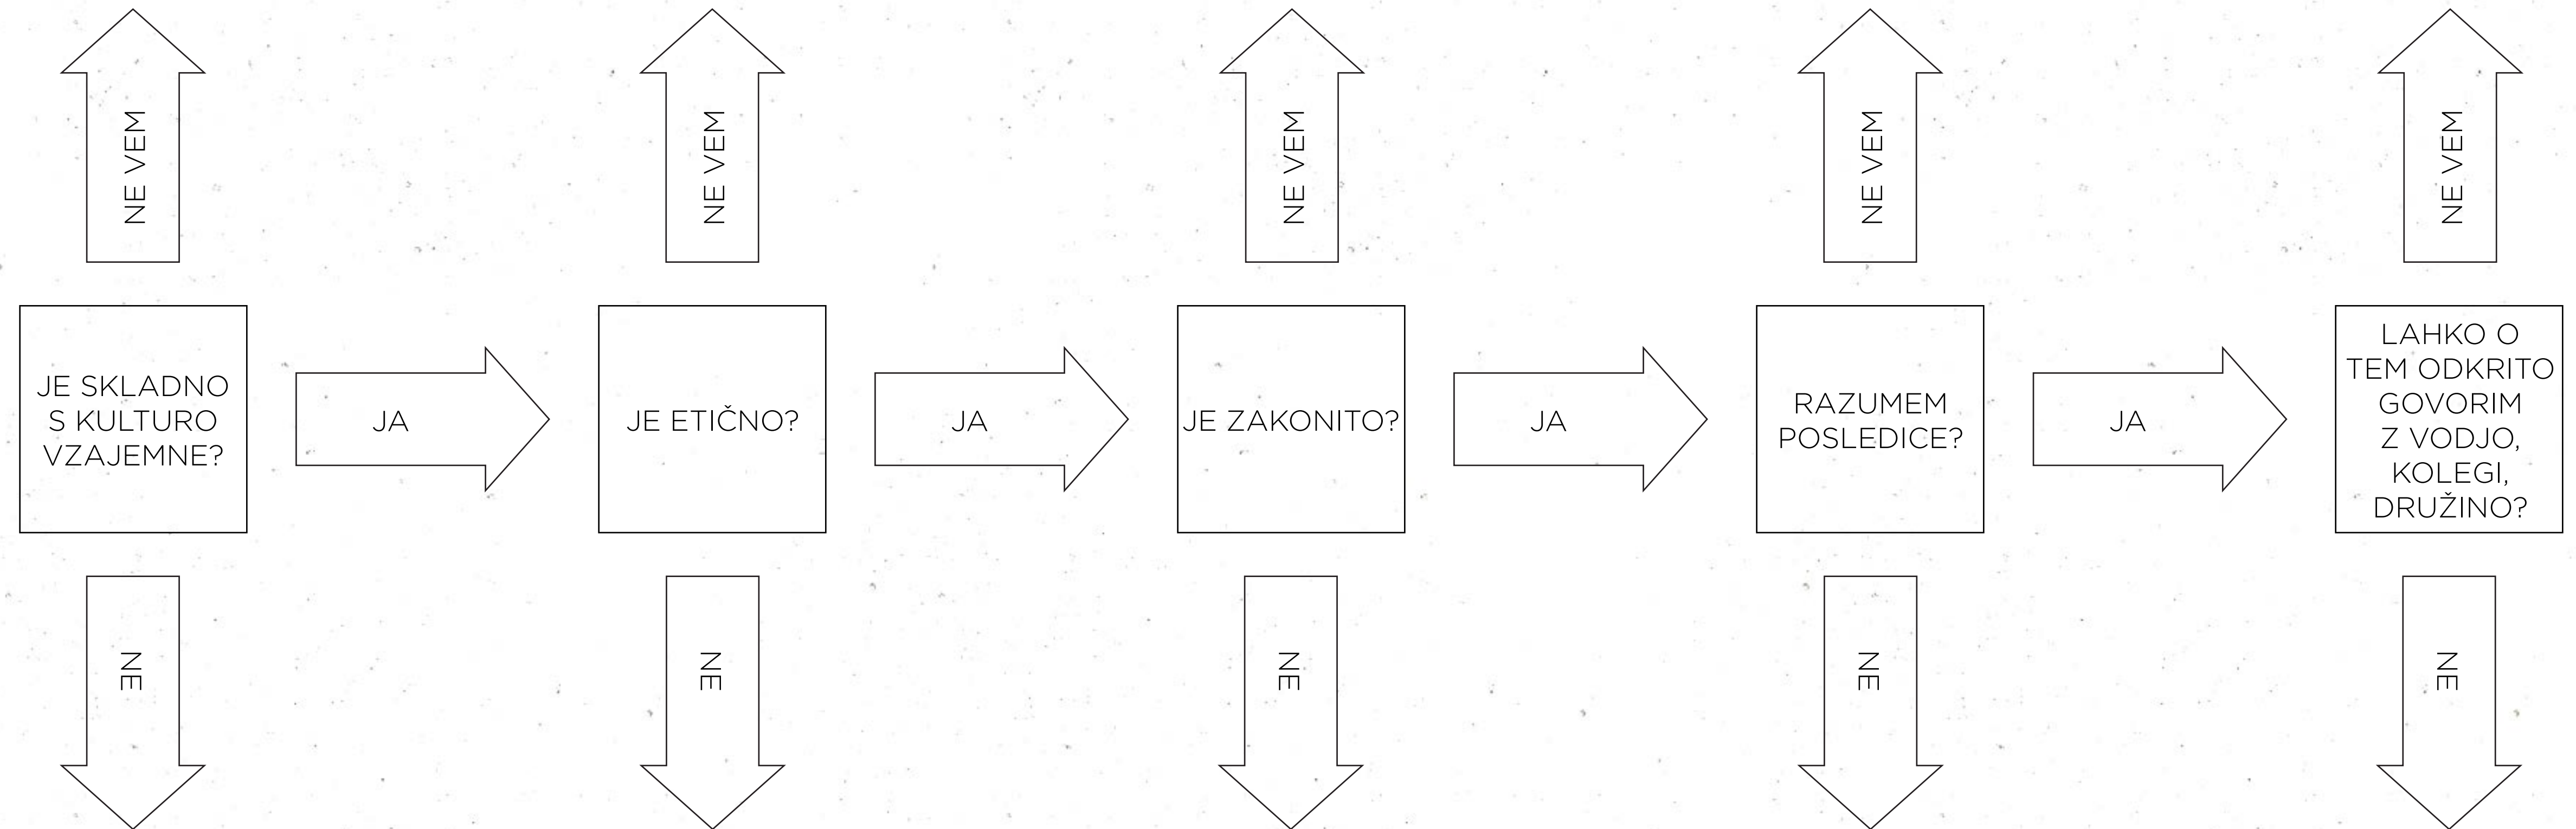 NE VEM
NE VEM
NE VEM
NE VEM
NE VEM
JE SKLADNO
S KULTURO
VZAJEMNE?
JA
JE ETIČNO?
JA
JE ZAKONITO?
JA
RAZUMEM
POSLEDICE?
JA
LAHKO O
TEM ODKRITO
GOVORIM
Z VODJO,
KOLEGI,
DRUŽINO?
NE
NE
NE
NE
NE